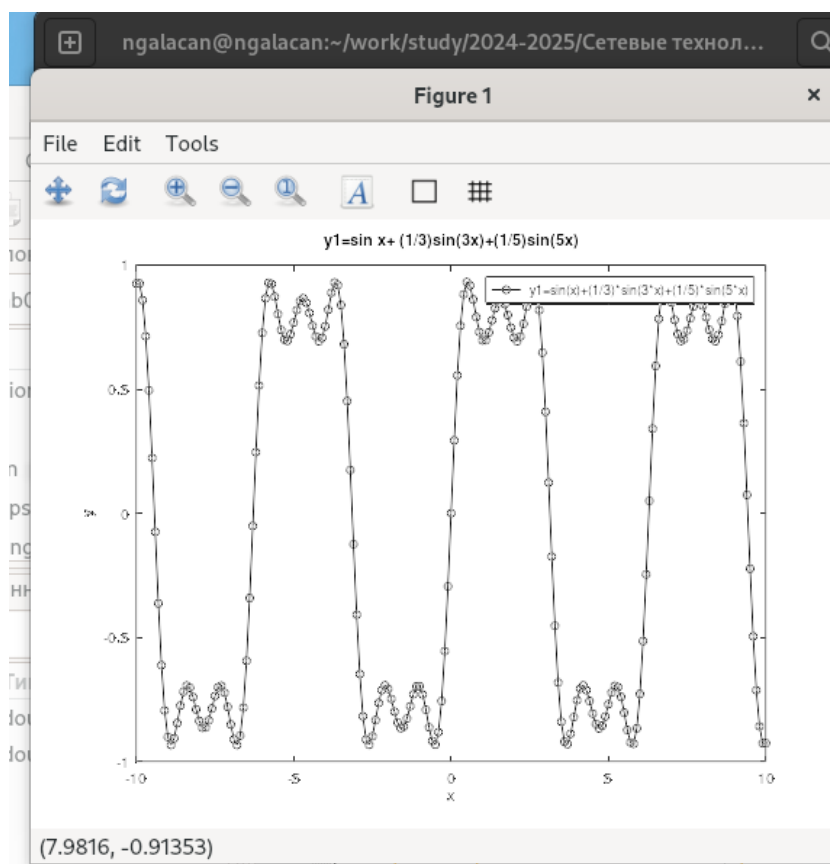 ngalacan@ngalacan:~/work/study/2024-2025/Сетевые технол...
Figure 1
File Edit Tools
y1=sin x+ (1/3)sin(3x)+(1/5)sin(5x)
y1=sin(x)+(1/3)*sin(3*x)+(1/5)*sin(5*x)
1
0.5
y
0
-0.5
-1
-10 -5 0 5 10
x
(7.9816, -0.91353)